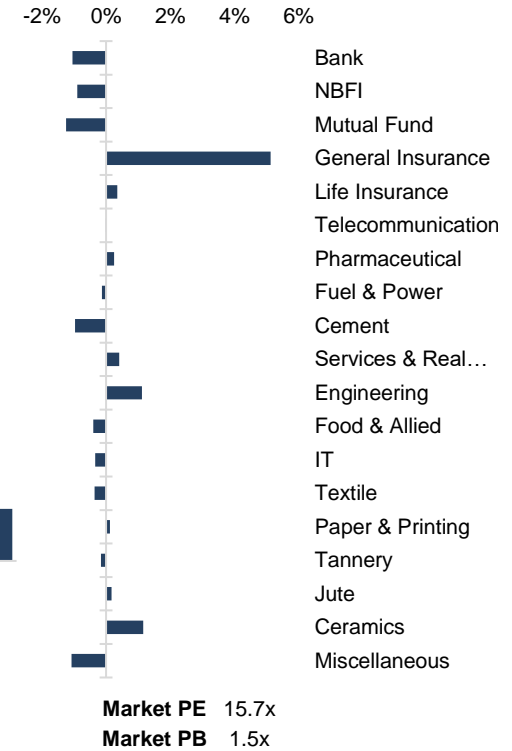 -2% 0% 2% 4% 6%
Bank
NBFI
Mutual Fund
General Insurance
Life Insurance
Telecommunication
Pharmaceutical
Fuel & Power
Cement
Services & Real…
Engineering
Food & Allied
IT
Textile
Paper & Printing
Tannery
Jute
Ceramics
Miscellaneous
Market PE 15.7x
Market PB 1.5x